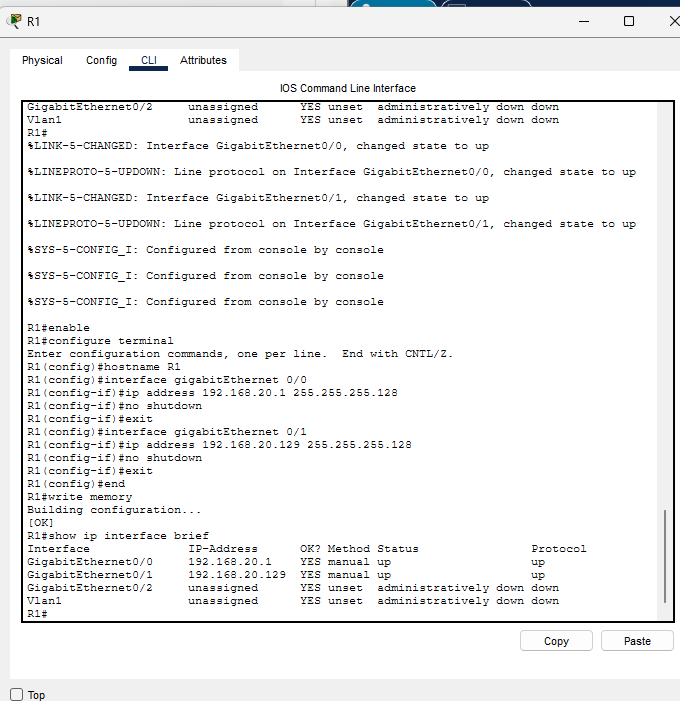 R1
Physical Config CLI Attributes
IOS Command Line Interface
GigabitEthernet0/2     unassigned      YES unset  administratively down down
Vlan1                  unassigned      YES unset  administratively down down
R1#
%LINK-5-CHANGED: Interface GigabitEthernet0/0, changed state to up
%LINEPROTO-5-UPDOWN: Line protocol on Interface GigabitEthernet0/0, changed state to up
%LINK-5-CHANGED: Interface GigabitEthernet0/1, changed state to up
%LINEPROTO-5-UPDOWN: Line protocol on Interface GigabitEthernet0/1, changed state to up
%SYS-5-CONFIG_I: Configured from console by console
%SYS-5-CONFIG_I: Configured from console by console
%SYS-5-CONFIG_I: Configured from console by console
R1#enable
R1#configure terminal
Enter configuration commands, one per line.  End with CNTL/Z.
R1(config)#hostname R1
R1(config)#interface gigabitEthernet 0/0
R1(config-if)#ip address 192.168.20.1 255.255.255.128
R1(config-if)#no shutdown
R1(config-if)#exit
R1(config)#interface gigabitEthernet 0/1
R1(config-if)#ip address 192.168.20.129 255.255.255.128
R1(config-if)#no shutdown
R1(config-if)#exit
R1(config)#end
R1#write memory
Building configuration...
[OK]
R1#show ip interface brief
Interface              IP-Address      OK? Method Status                Protocol
GigabitEthernet0/0     192.168.20.1    YES manual up                    up
GigabitEthernet0/1     192.168.20.129  YES manual up                    up
GigabitEthernet0/2     unassigned      YES unset  administratively down down
Vlan1                  unassigned      YES unset  administratively down down
R1#
Copy Paste
Top